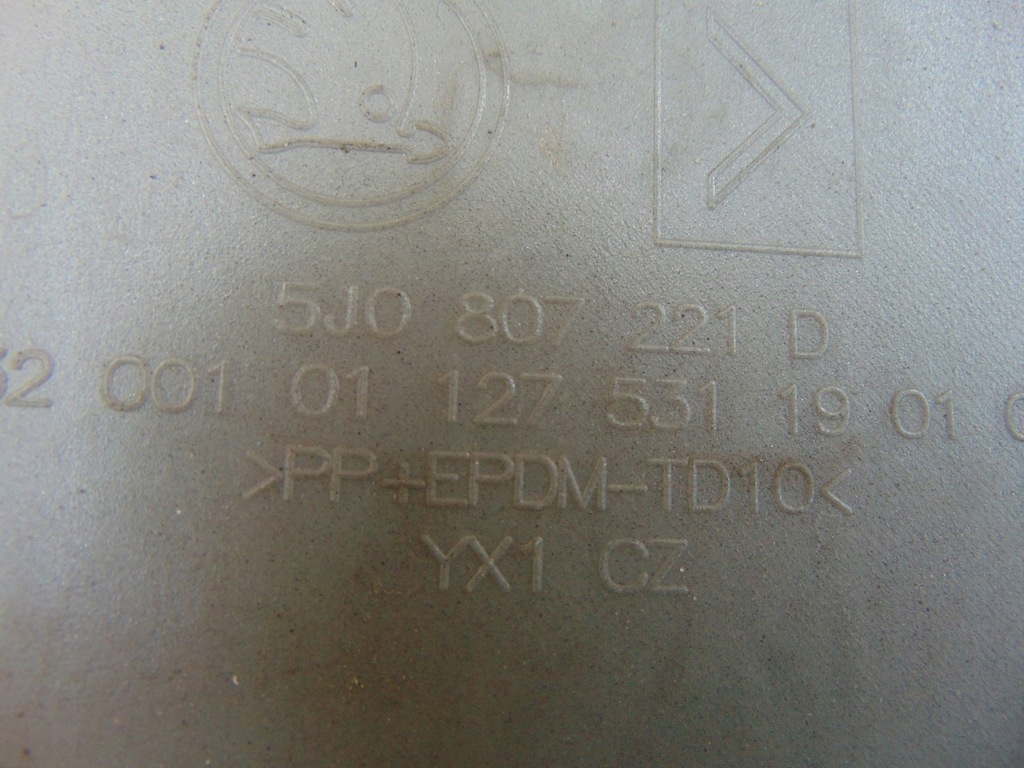 5J0 807 221 D
001 01 127 531 19 01
>PP+EPDM-TD10<
YX1 CZ